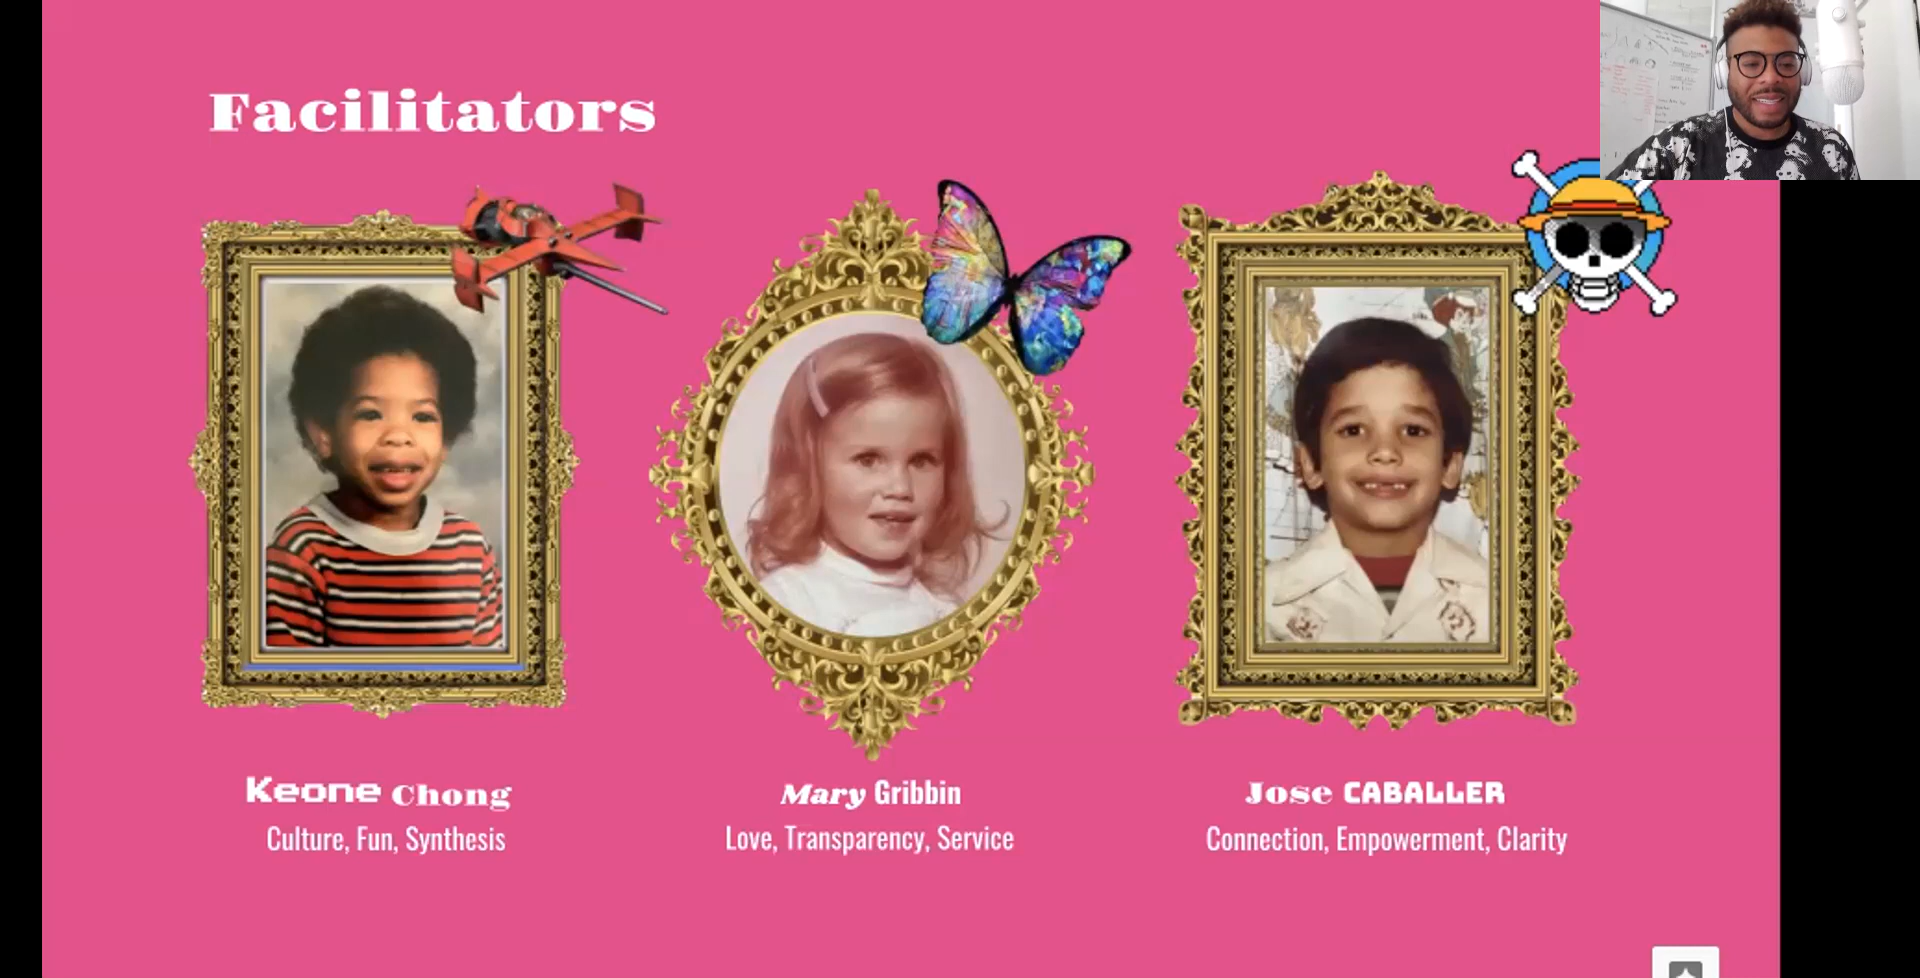 Facilitators
Keone Chong
Culture, Fun, Synthesis
Mary Gribbin
Love, Transparency, Service
Jose CABALLER
Connection, Empowerment, Clarity